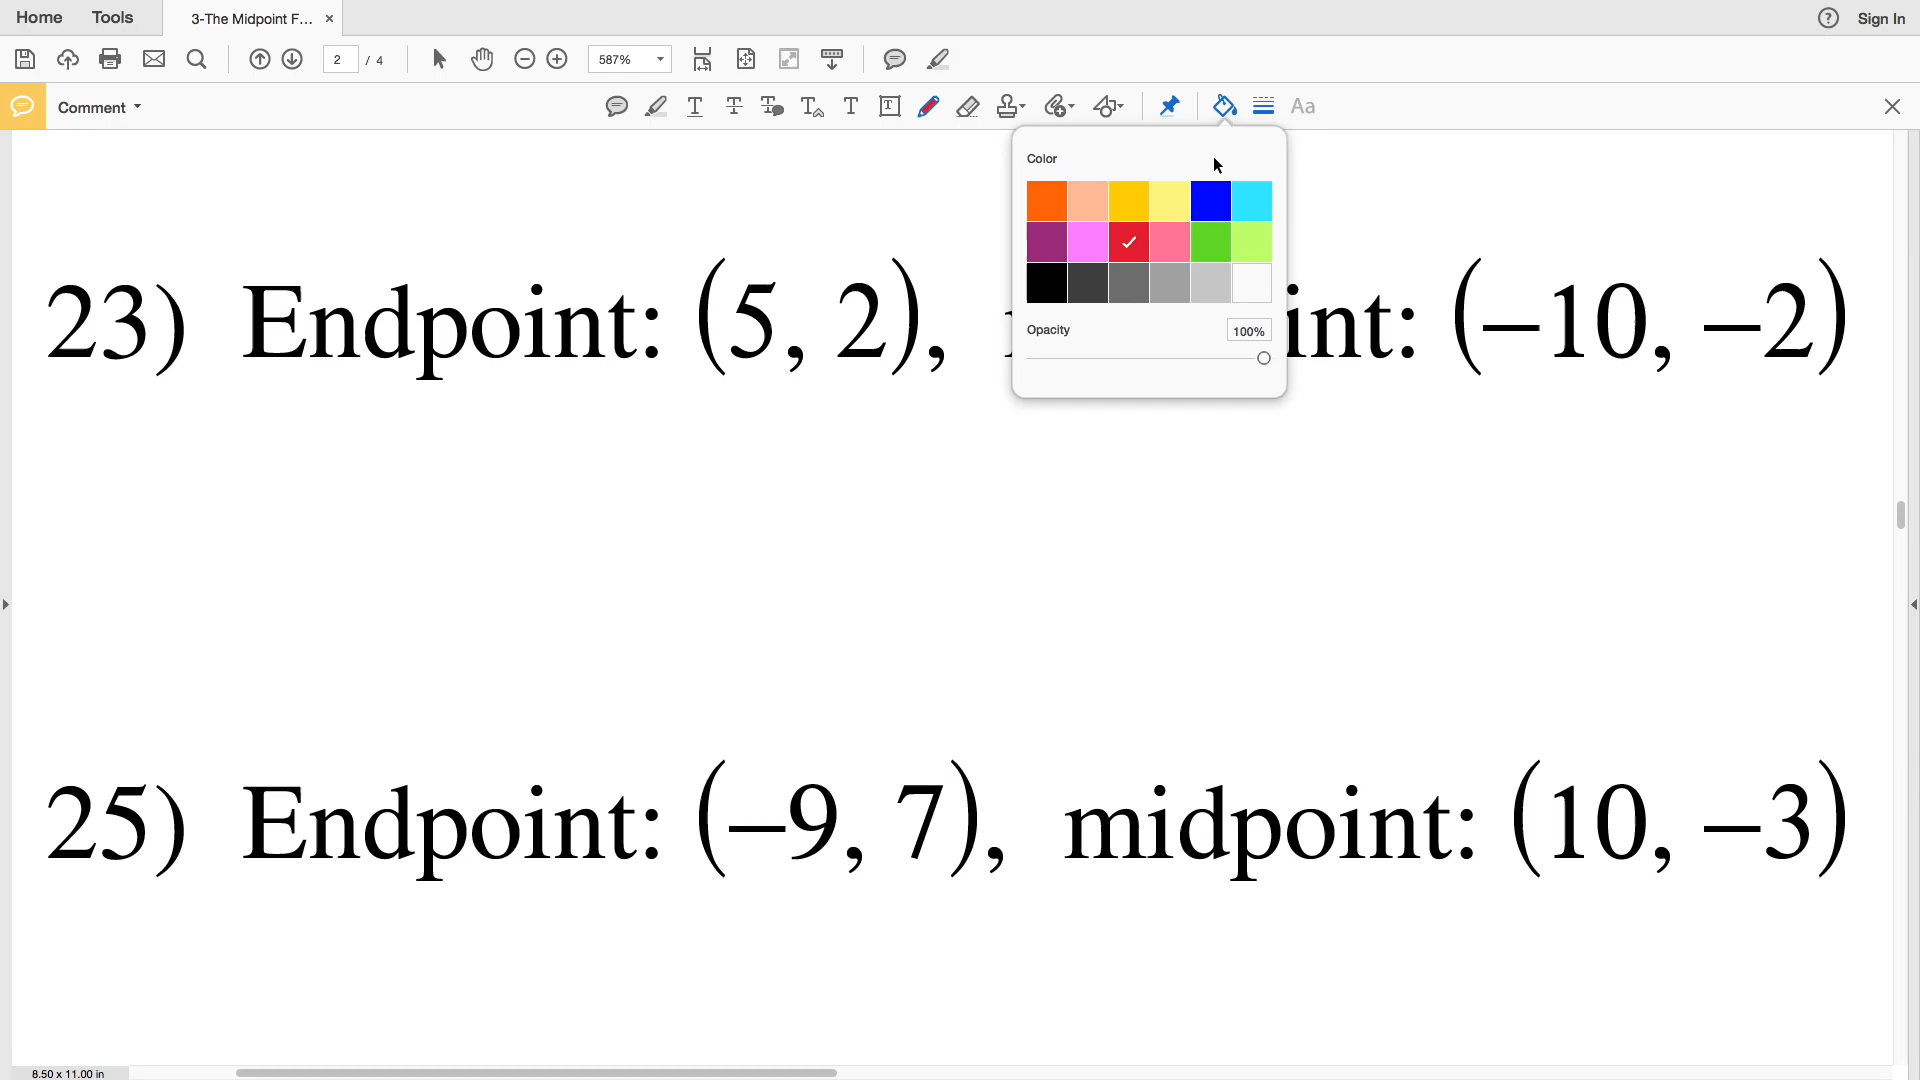 Home Tools 3-The Midpoint F... × ? Sign In
2 / 4 587%
Comment T T T T T T Aa
Color
23) Endpoint: (5, 2), int: (–10, –2)
Opacity 100%
25) Endpoint: (–9, 7), midpoint: (10, –3)
8.50 x 11.00 in